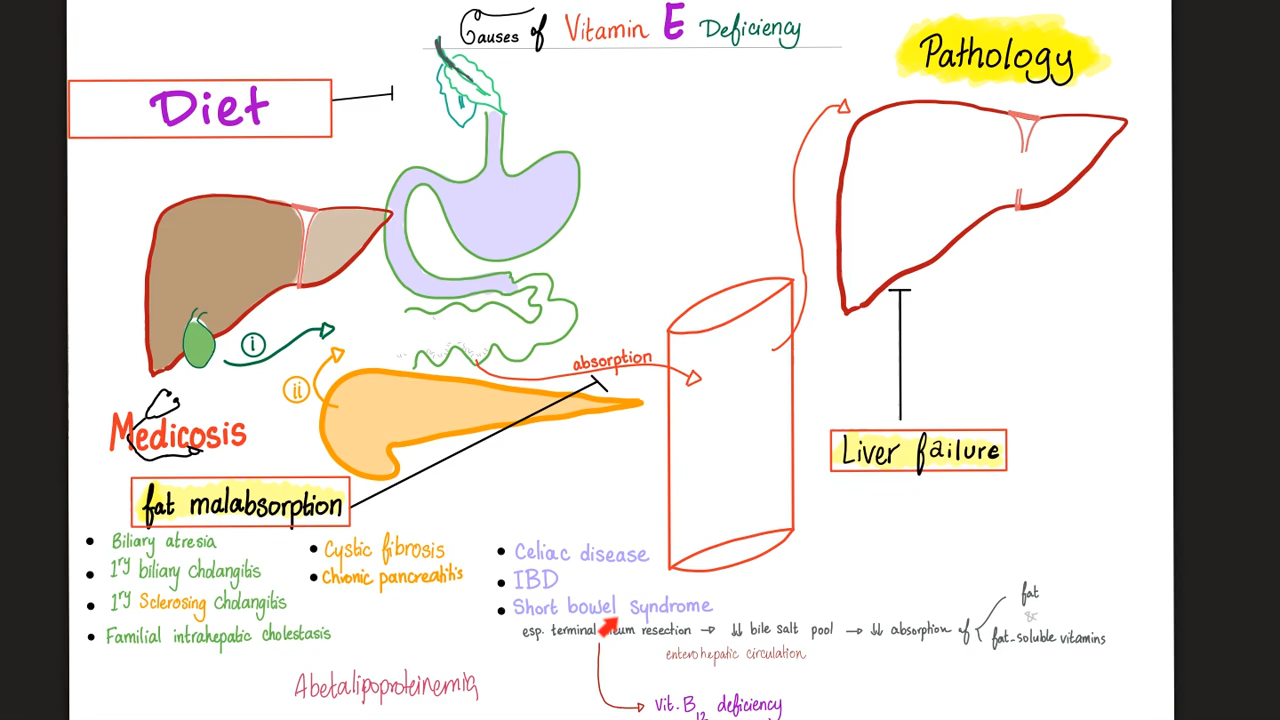 Causes of Vitamin E Deficiency
Pathology
Diet
i
absorption
ii
Medicosis
Liver failure
fat malabsorption
• Biliary atresia
• 1ry biliary cholangitis
• 1ry Sclerosing Cholangitis
• Familial intrahepatic cholestasis
• Cystic fibrosis
• Chronic pancreatitis
• Celiac disease
• IBD
• Short bowel syndrome
esp. terminal ileum resection → ↓↓ bile salt pool → ↓↓ absorption of
fat
&
fat-soluble vitamins
enterohepatic circulation
Abetalipoproteinemia
vit. B12 deficiency